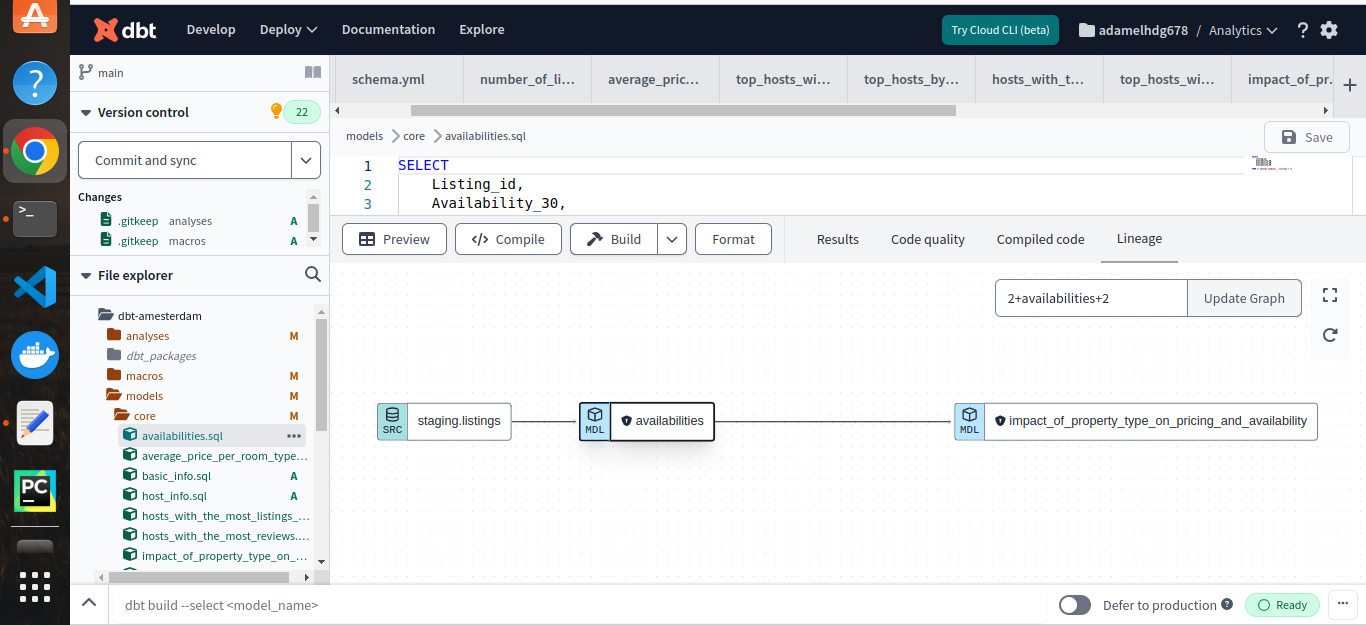 dbt
Develop
Deploy
Documentation
Explore
Try Cloud CLI (beta)
adamelhdg678 / Analytics
?
main
Version control
22
Commit and sync
Changes
.gitkeep analyses A
.gitkeep macros A
File explorer
dbt-amesterdam
analyses M
dbt_packages
macros M
models M
core M
availabilities.sql
average_price_per_room_type...
basic_info.sql A
host_info.sql A
hosts_with_the_most_listings_...
hosts_with_the_most_reviews....
impact_of_property_type_on_...
schema.yml
number_of_li...
average_pric...
top_hosts_wi...
top_hosts_by...
hosts_with_t...
top_hosts_wi...
impact_of_pr.
models
core
availabilities.sql
Save
1 SELECT
2 Listing_id,
3 Availability_30,
Preview
</> Compile
Build
Format
Results
Code quality
Compiled code
Lineage
2+availabilities+2
Update Graph
SRC
staging.listings
MDL
availabilities
MDL
impact_of_property_type_on_pricing_and_availability
dbt build --select <model_name>
Defer to production
?
Ready
...
?
>_
PC